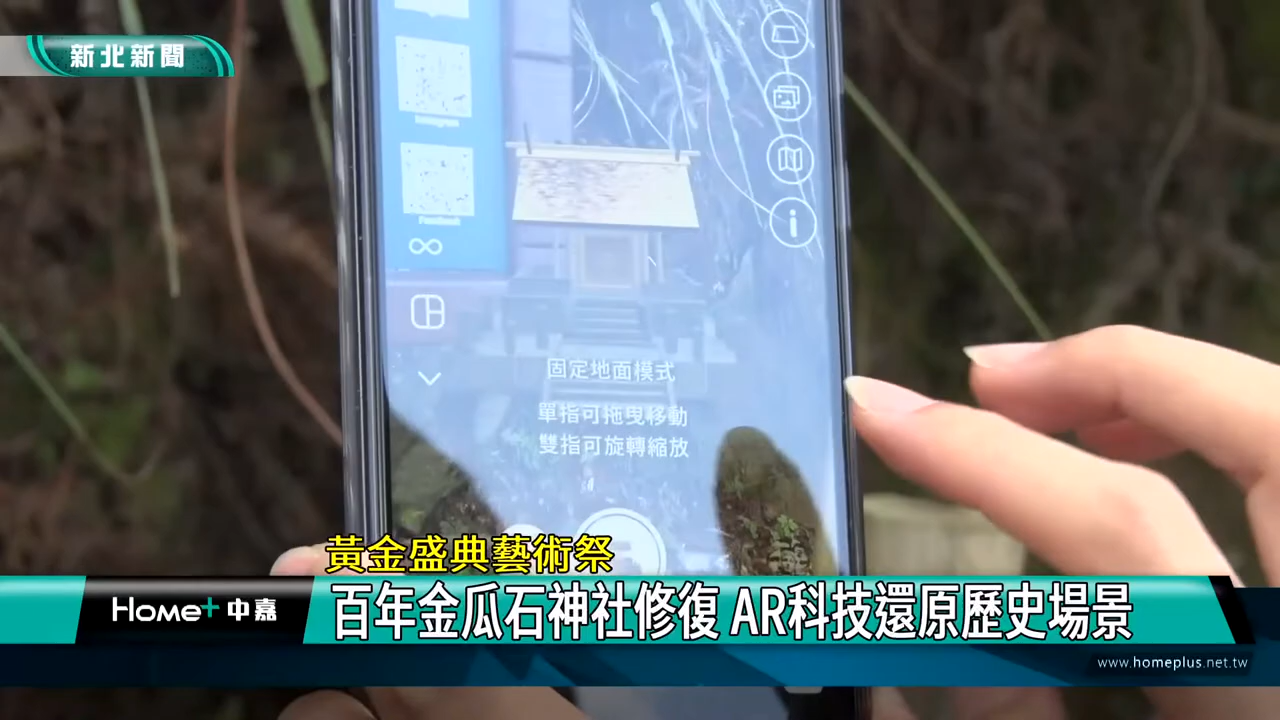 新北新聞
Instagram
Facebook
固定地面模式
單指可拖曳移動
雙指可旋轉縮放
黃金盛典藝術祭
Home+中嘉
百年金瓜石神社修復 AR科技還原歷史場景
www.homeplus.net.tw